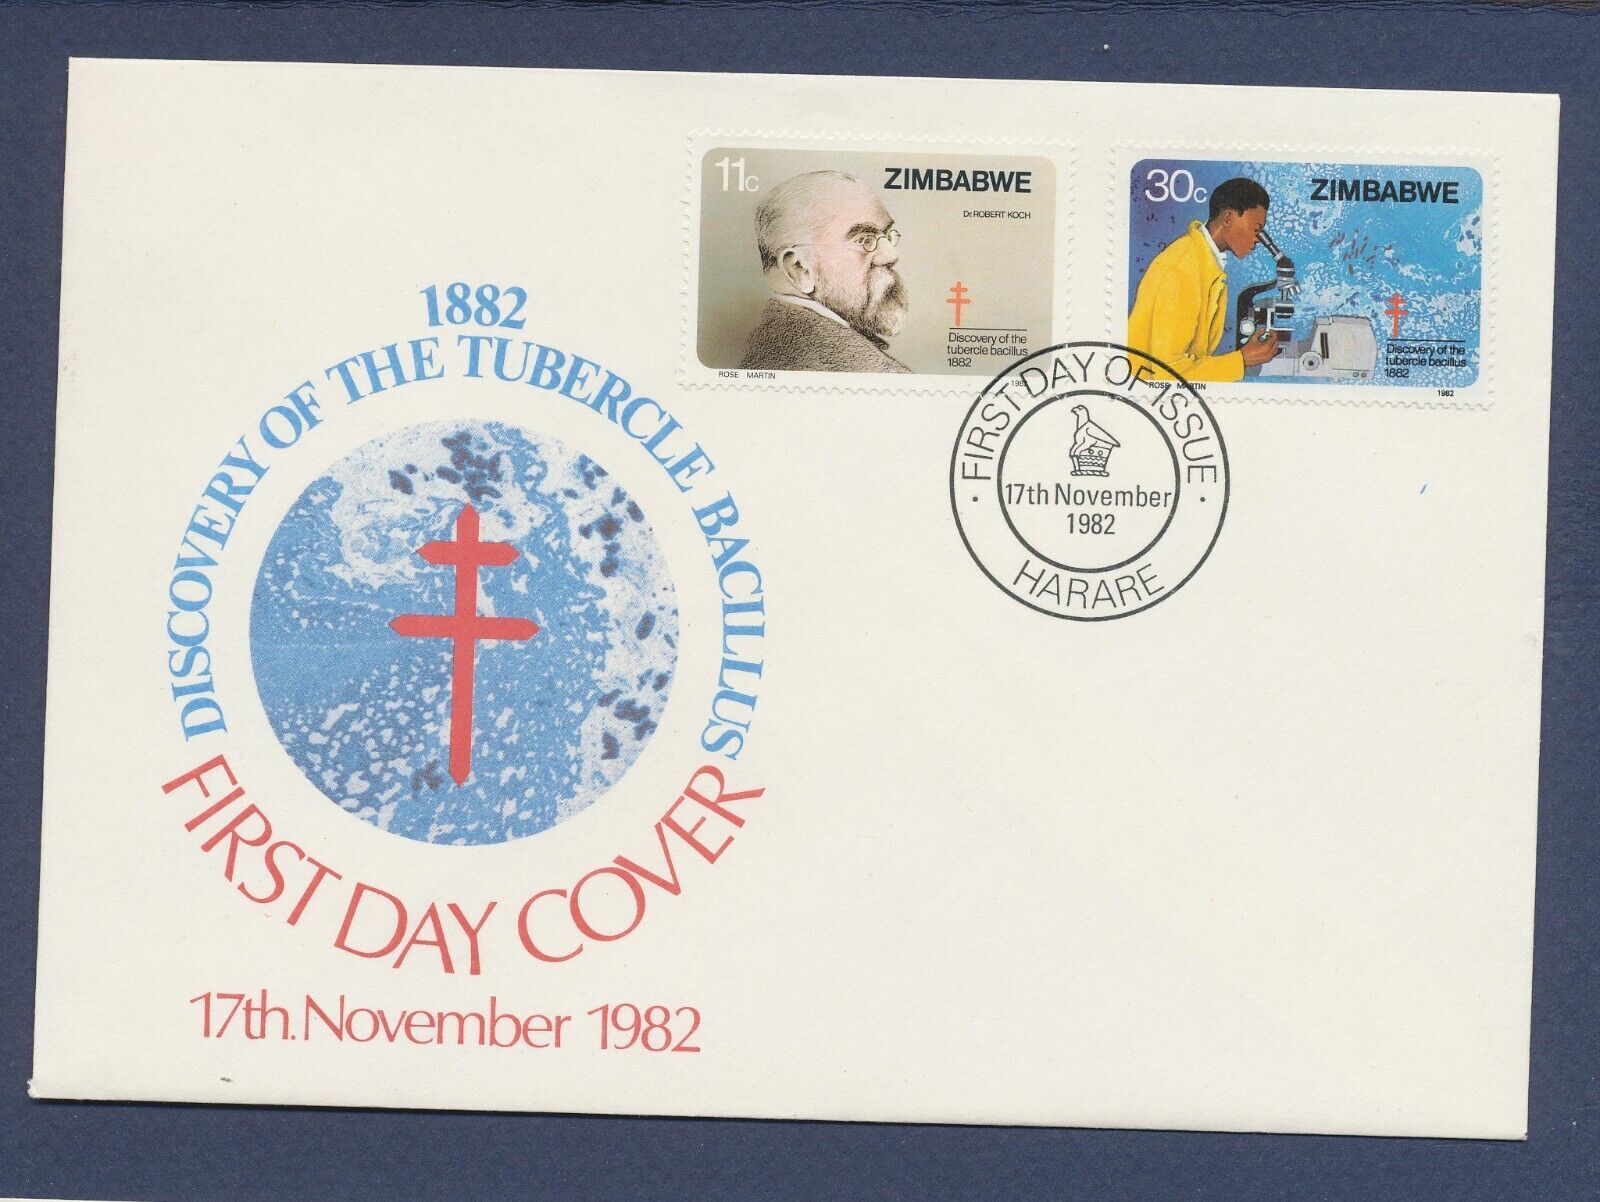 11c
ZIMBABWE
Dr. ROBERT KOCH
Discovery of the
tubercle bacillus
1882
ROSE MARTIN
1982
30c
ZIMBABWE
Discovery of the
tubercle bacillus
1882
ROSE MARTIN
1982
· FIRST DAY OF ISSUE ·
17th November
1982
HARARE
1882
DISCOVERY OF THE TUBERCLE BACILLUS
FIRST DAY COVER
17th. November 1982